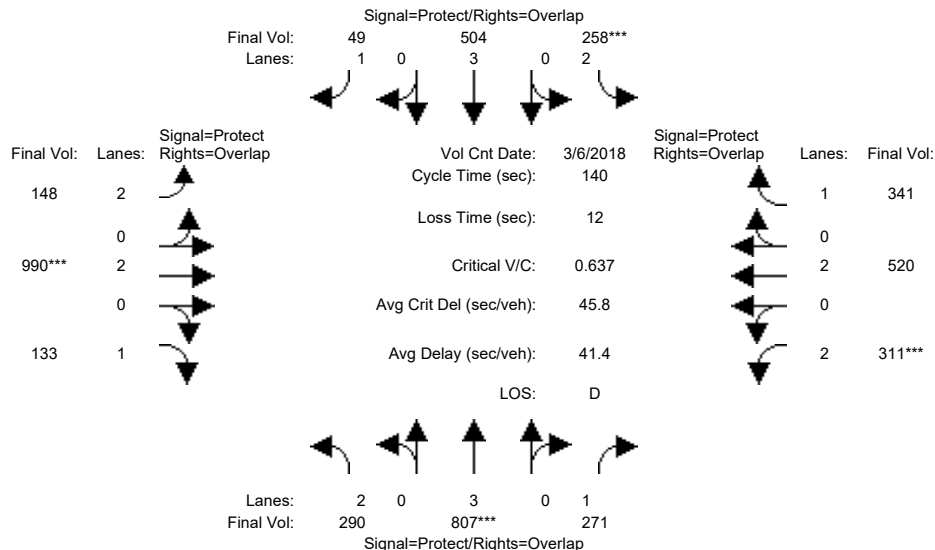 Signal=Protect/Rights=Overlap
Final Vol: 49 504 258***
Lanes: 1 0 3 0 2
Signal=Protect
Final Vol: Lanes: Rights=Overlap
Vol Cnt Date: 3/6/2018
Signal=Protect
Rights=Overlap Lanes: Final Vol:
Cycle Time (sec): 140
148 2
1 341
Loss Time (sec): 12
0
0
990*** 2
Critical V/C: 0.637
2 520
0
Avg Crit Del (sec/veh): 45.8
0
133 1
Avg Delay (sec/veh): 41.4
2 311***
LOS: D
Lanes: 2 0 3 0 1
Final Vol: 290 807*** 271
Signal=Protect/Rights=Overlap